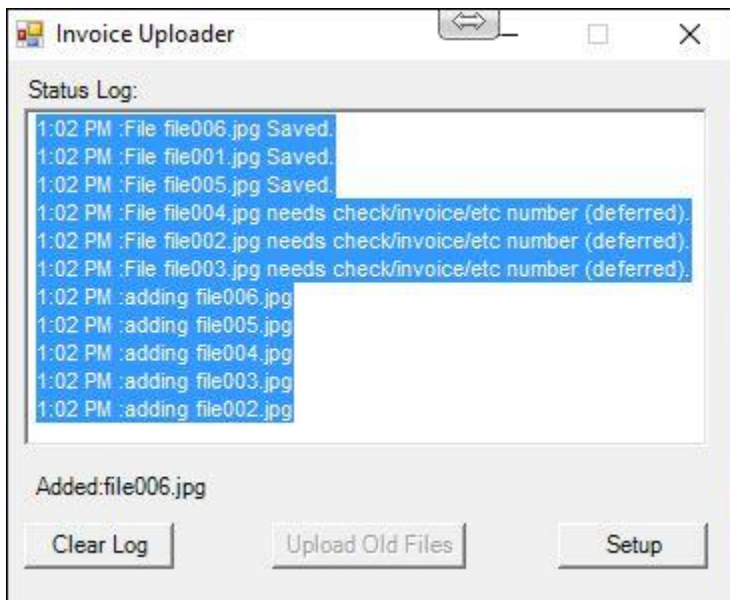 Invoice Uploader
Status Log:
1:02 PM :File file006.jpg Saved.
1:02 PM :File file001.jpg Saved.
1:02 PM :File file005.jpg Saved.
1:02 PM :File file004.jpg needs check/invoice/etc number (deferred).
1:02 PM :File file002.jpg needs check/invoice/etc number (deferred).
1:02 PM :File file003.jpg needs check/invoice/etc number (deferred).
1:02 PM :adding file006.jpg
1:02 PM :adding file005.jpg
1:02 PM :adding file004.jpg
1:02 PM :adding file003.jpg
1:02 PM :adding file002.jpg
Added:file006.jpg
Clear Log Upload Old Files Setup